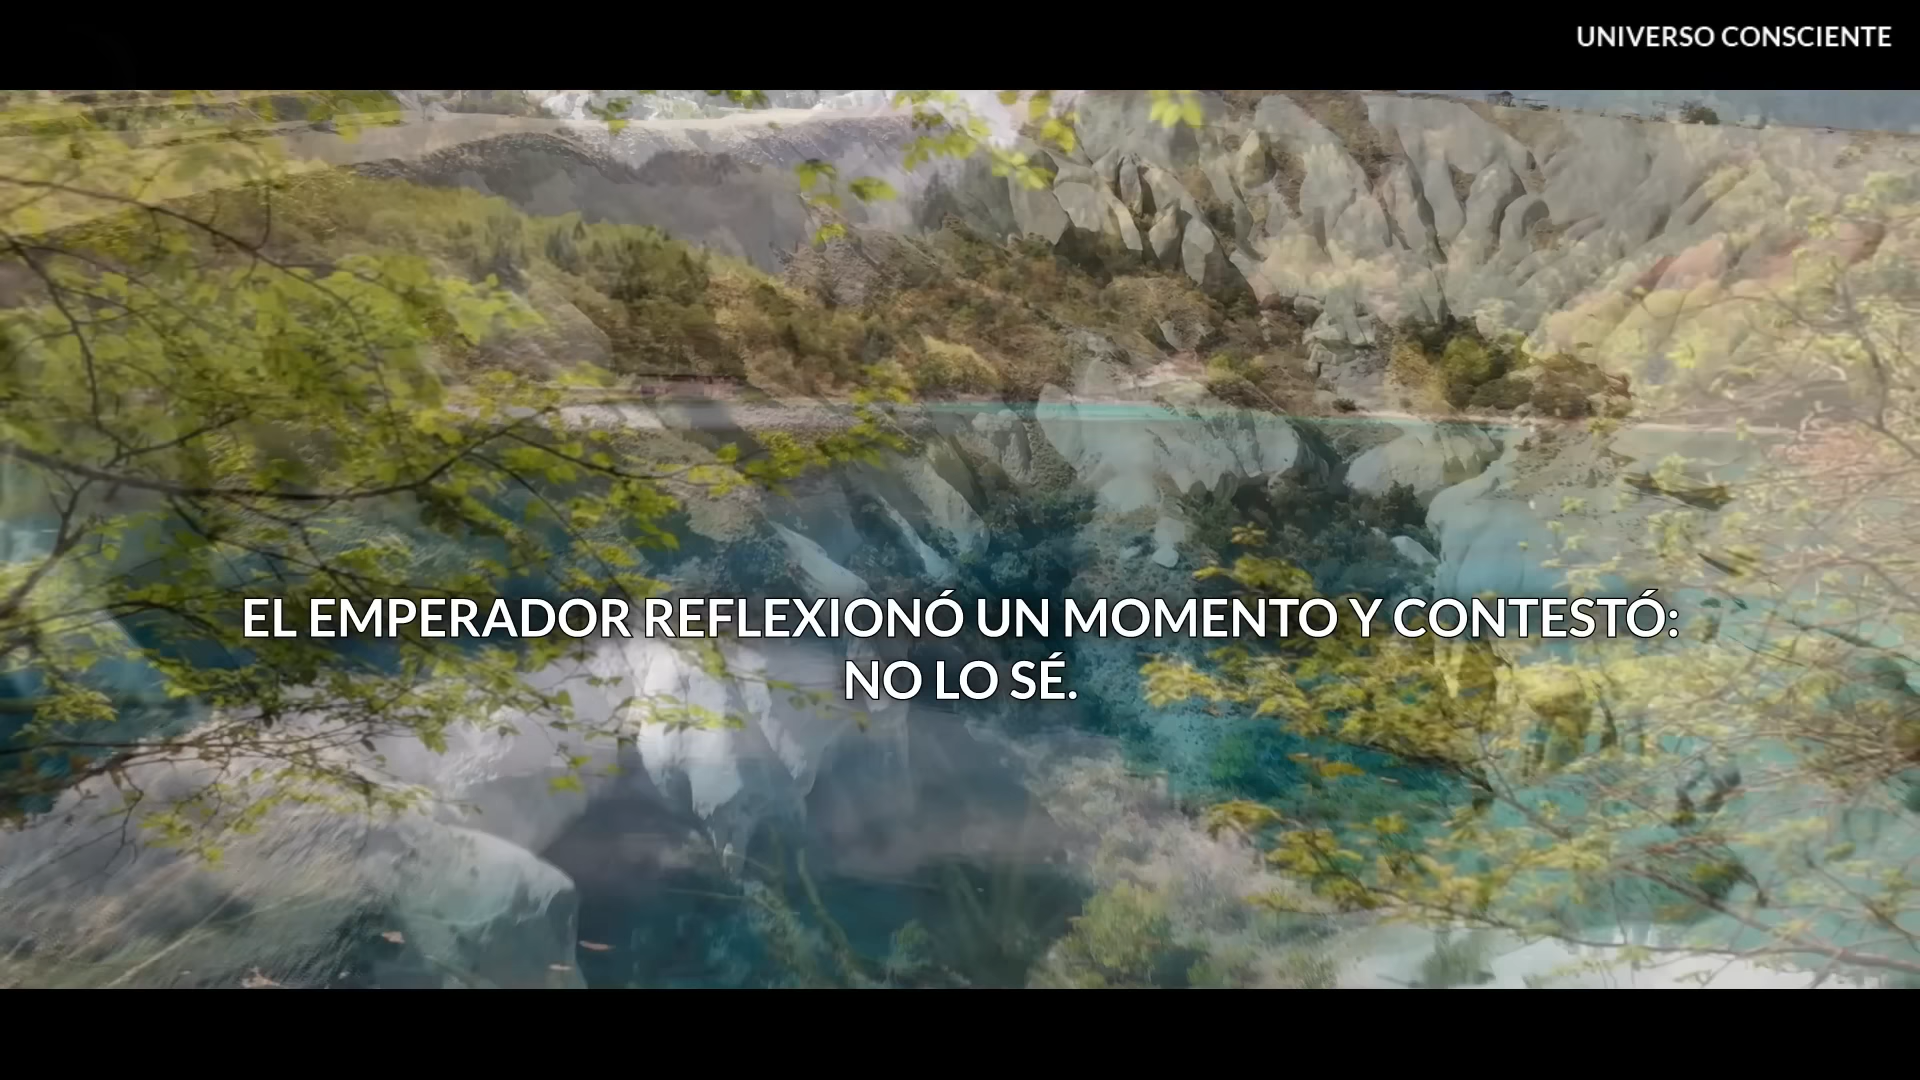 UNIVERSO CONSCIENTE
EL EMPERADOR REFLEXIONÓ UN MOMENTO Y CONTESTÓ:
NO LO SÉ.